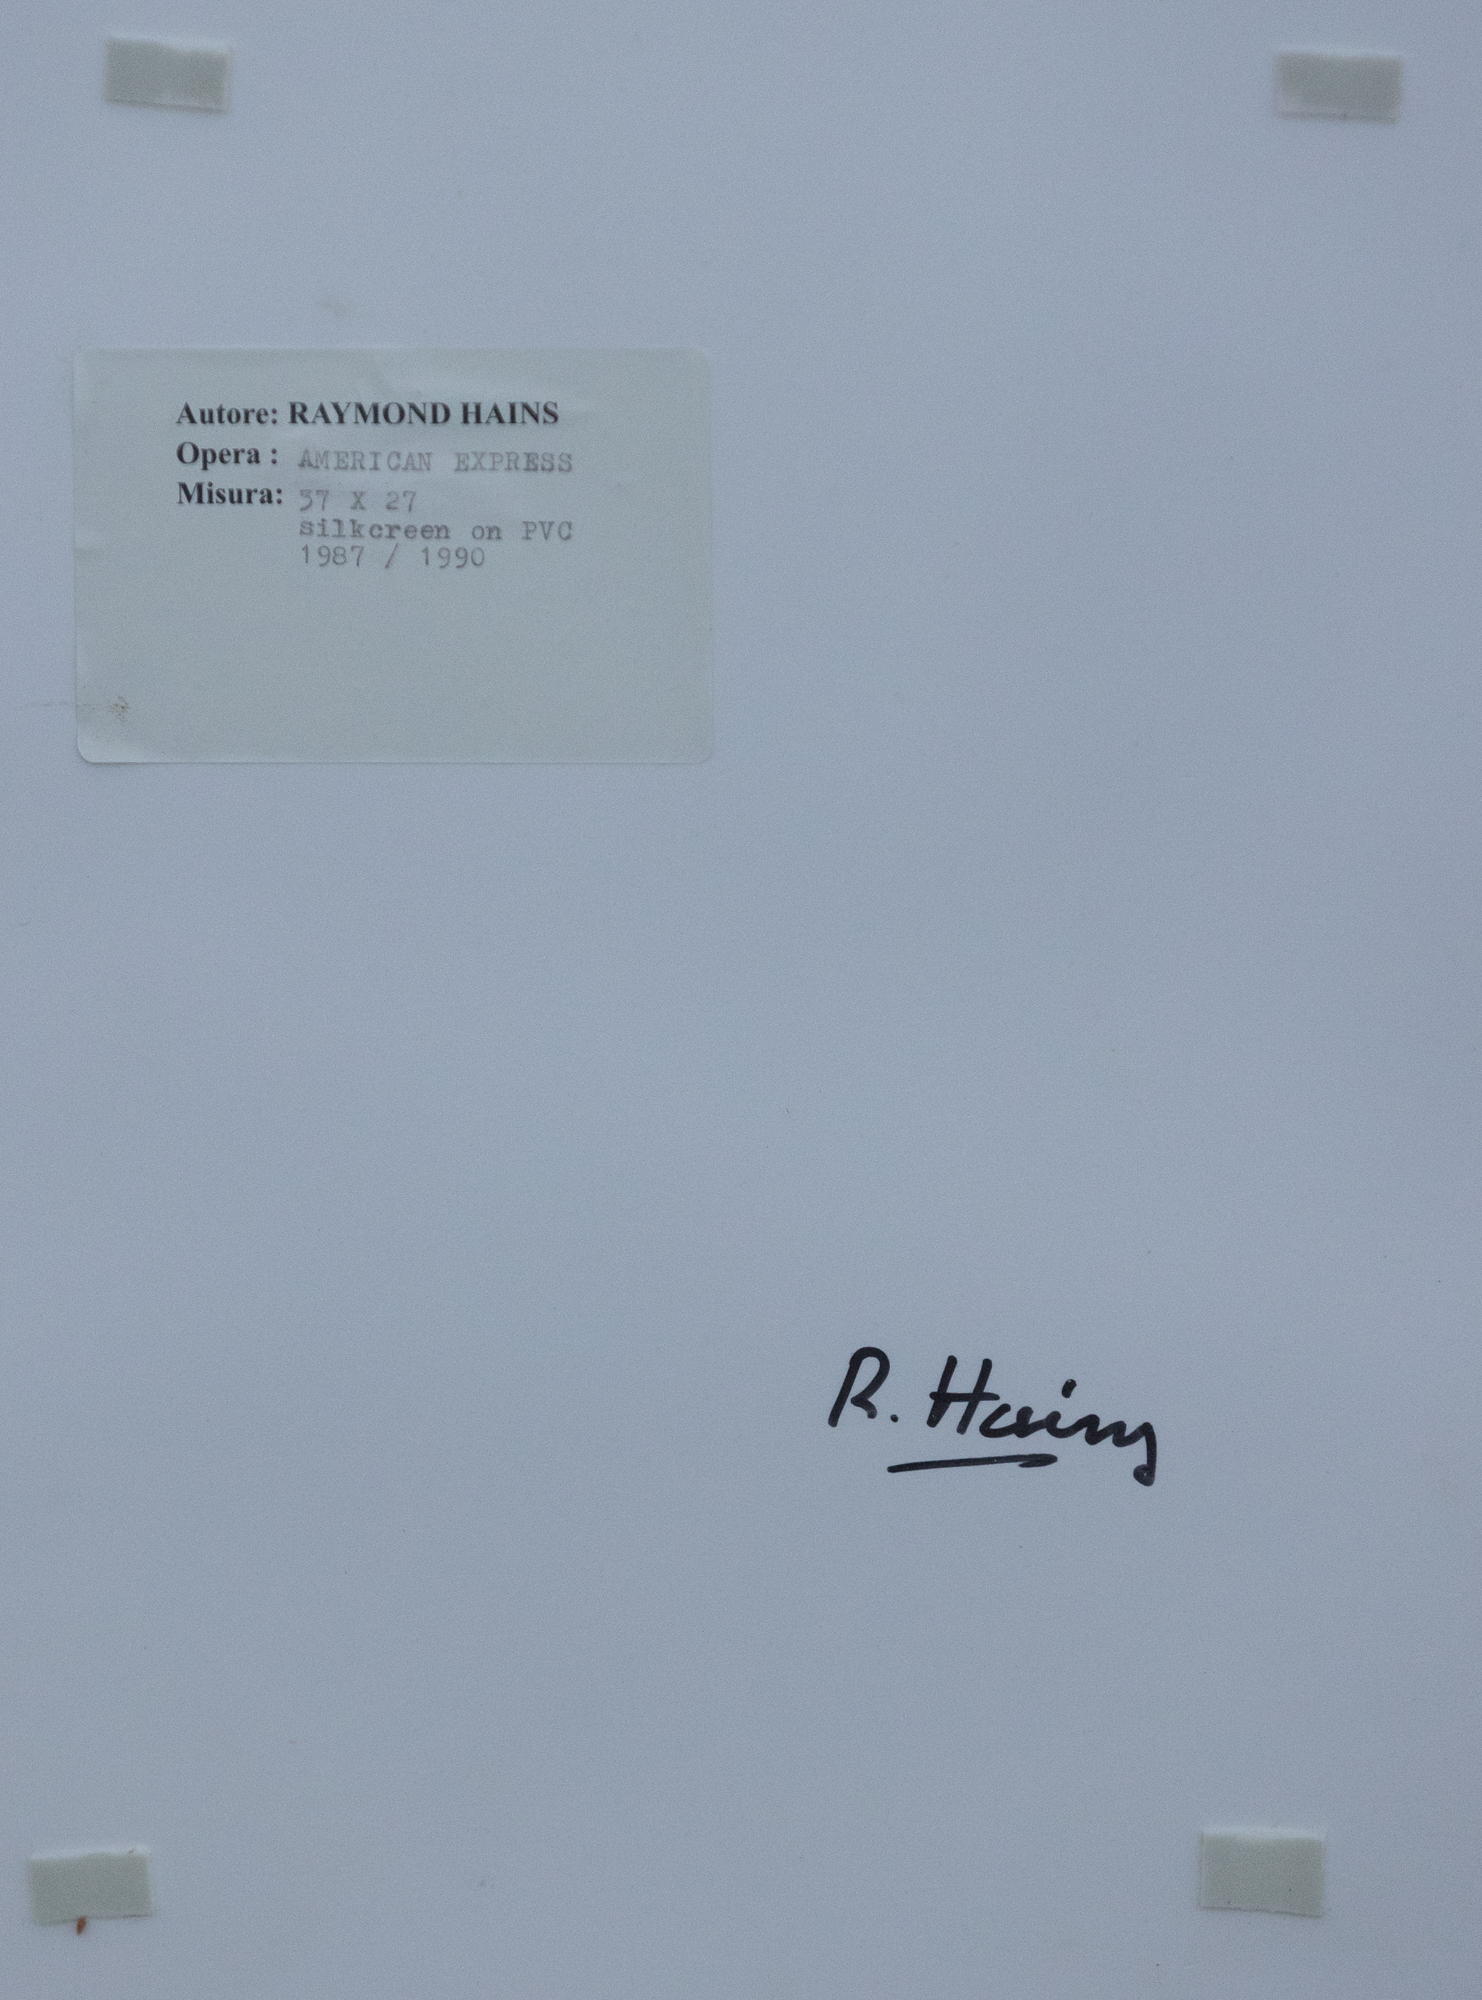 Autore: RAYMOND HAINS
Opera : AMERICAN EXPRESS
Misura: 37 X 27
silkcreen on PVC
1987 / 1990
R. Hains